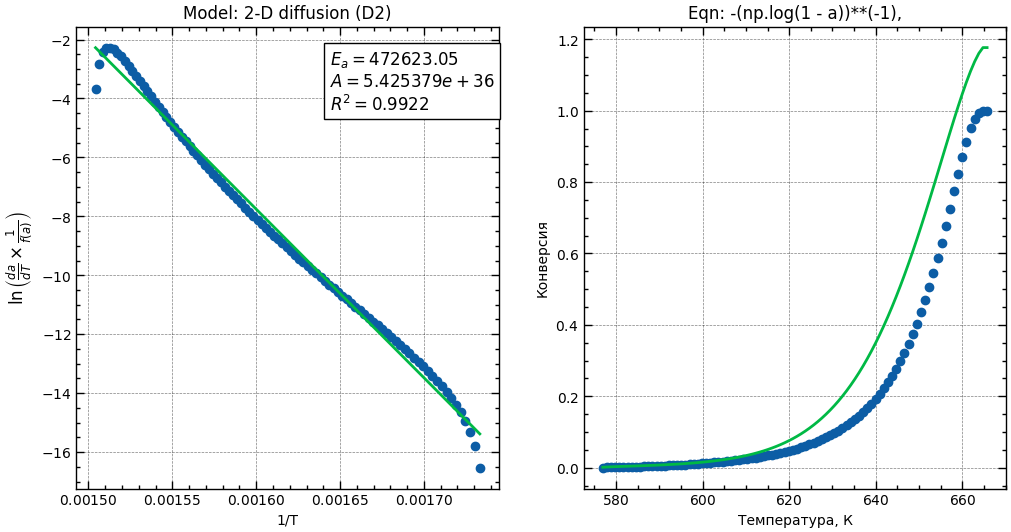 Model: 2-D diffusion (D2)
−2
−4
−6
−8
−10
−12
−14
−16
0.00150
0.00155
0.00160
0.00165
0.00170
1/T
ln(da/dT × 1/f(a))
E_a = 472623.05
A = 5.425379e + 36
R² = 0.9922
Eqn: -(np.log(1 - a))**(-1),
1.2
1.0
0.8
0.6
0.4
0.2
0.0
580
600
620
640
660
Температура, К
Конверсия